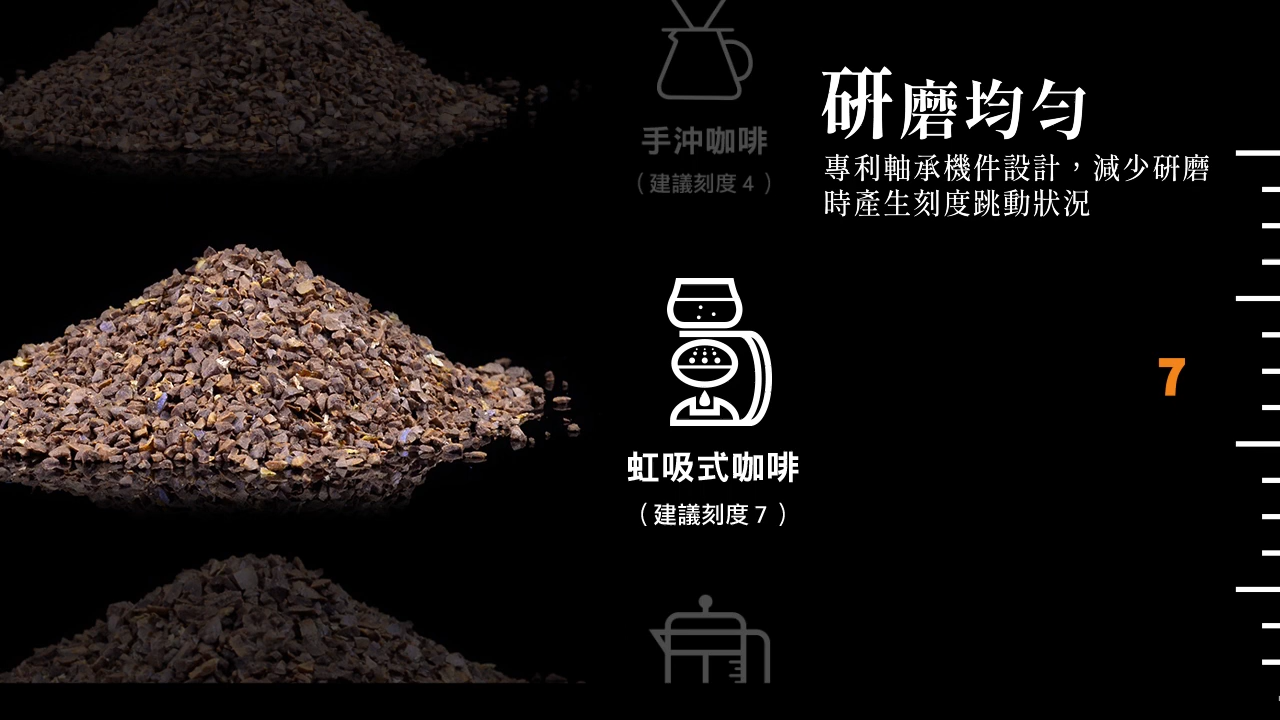 研磨均勻
專利軸承機件設計，減少研磨
時產生刻度跳動狀況
手沖咖啡
（建議刻度 4 ）
7
虹吸式咖啡
（建議刻度 7 ）